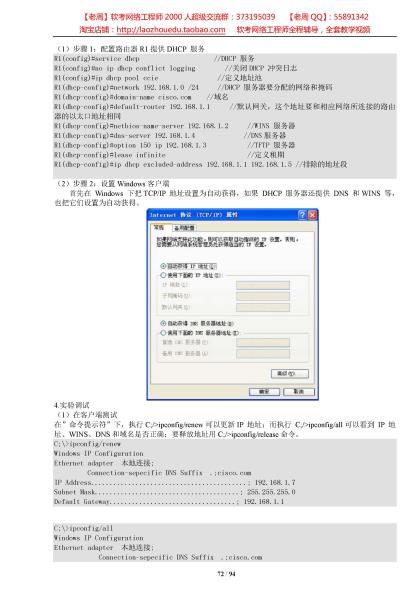 【老周】软考网络工程师 2000 人超级交流群：373195039 【老周 QQ】：55891342
淘宝店铺：http://laozhouedu.taobao.com 软考网络工程师全程辅导，全套教学视频
（1）步骤 1：配置路由器 R1 提供 DHCP 服务
R1(config)#service dhcp //DHCP 服务
R1(config)#no ip dhcp conflict logging //关闭 DHCP 冲突日志
R1(config)#ip dhcp pool ccie //定义地址池
R1(dhcp-config)#network 192.168.1.0 /24 //DHCP 服务器要分配的网络和掩码
R1(dhcp-config)#domain-name cisco.com //域名
R1(dhcp-config)#default-router 192.168.1.1 //默认网关，这个地址要和相应网络所连接的路由
器的以太口地址相同
R1(dhcp-config)#netbios-name-server 192.168.1.2 //WINS 服务器
R1(dhcp-config)#dns-server 192.168.1.4 //DNS 服务器
R1(dhcp-config)#option 150 ip 192.168.1.3 //TFTP 服务器
R1(dhcp-config)#lease infinite //定义租期
R1(dhcp-config)#ip dhcp excluded-address 192.168.1.1 192.168.1.5 //排除的地址段
（2）步骤 2：设置 Windows 客户端
首先在 Windows 下把 TCP/IP 地址设置为自动获得，如果 DHCP 服务器还提供 DNS 和 WINS 等，
也把它们设置为自动获得。
Internet 协议 (TCP/IP) 属性
常规 备用配置
如果网络支持此功能，则可以获取自动指派的 IP 设置。否则，
您需要从网络系统管理员处获得适当的 IP 设置。
自动获得 IP 地址(O)
使用下面的 IP 地址(S):
IP 地址(I):
子网掩码(U):
默认网关(D):
自动获得 DNS 服务器地址(B)
使用下面的 DNS 服务器地址(E):
首选 DNS 服务器(P):
备用 DNS 服务器(A):
高级(V)...
确定 取消
4.实验调试
（1）在客户端测试
在”命令提示符”下，执行 C:/>ipconfig/renew 可以更新 IP 地址；而执行 C:/>ipconfig/all 可以看到 IP 地
址、WINS、DNS 和域名是否正确；要释放地址用 C:/>ipconfig/release 命令。
C:\>ipconfig/renew
Windows IP Configuration
Ethernet adapter 本地连接:
Connection-sepecific DNS Suffix .:cisco.com
IP Address.........................................: 192.168.1.7
Subnet Mask........................................: 255.255.255.0
Default Gateway....................................: 192.168.1.1
C:\>ipconfig/all
Windows IP Configuration
Ethernet adapter 本地连接:
Connection-sepecific DNS Suffix .:cisco.com
72 / 94